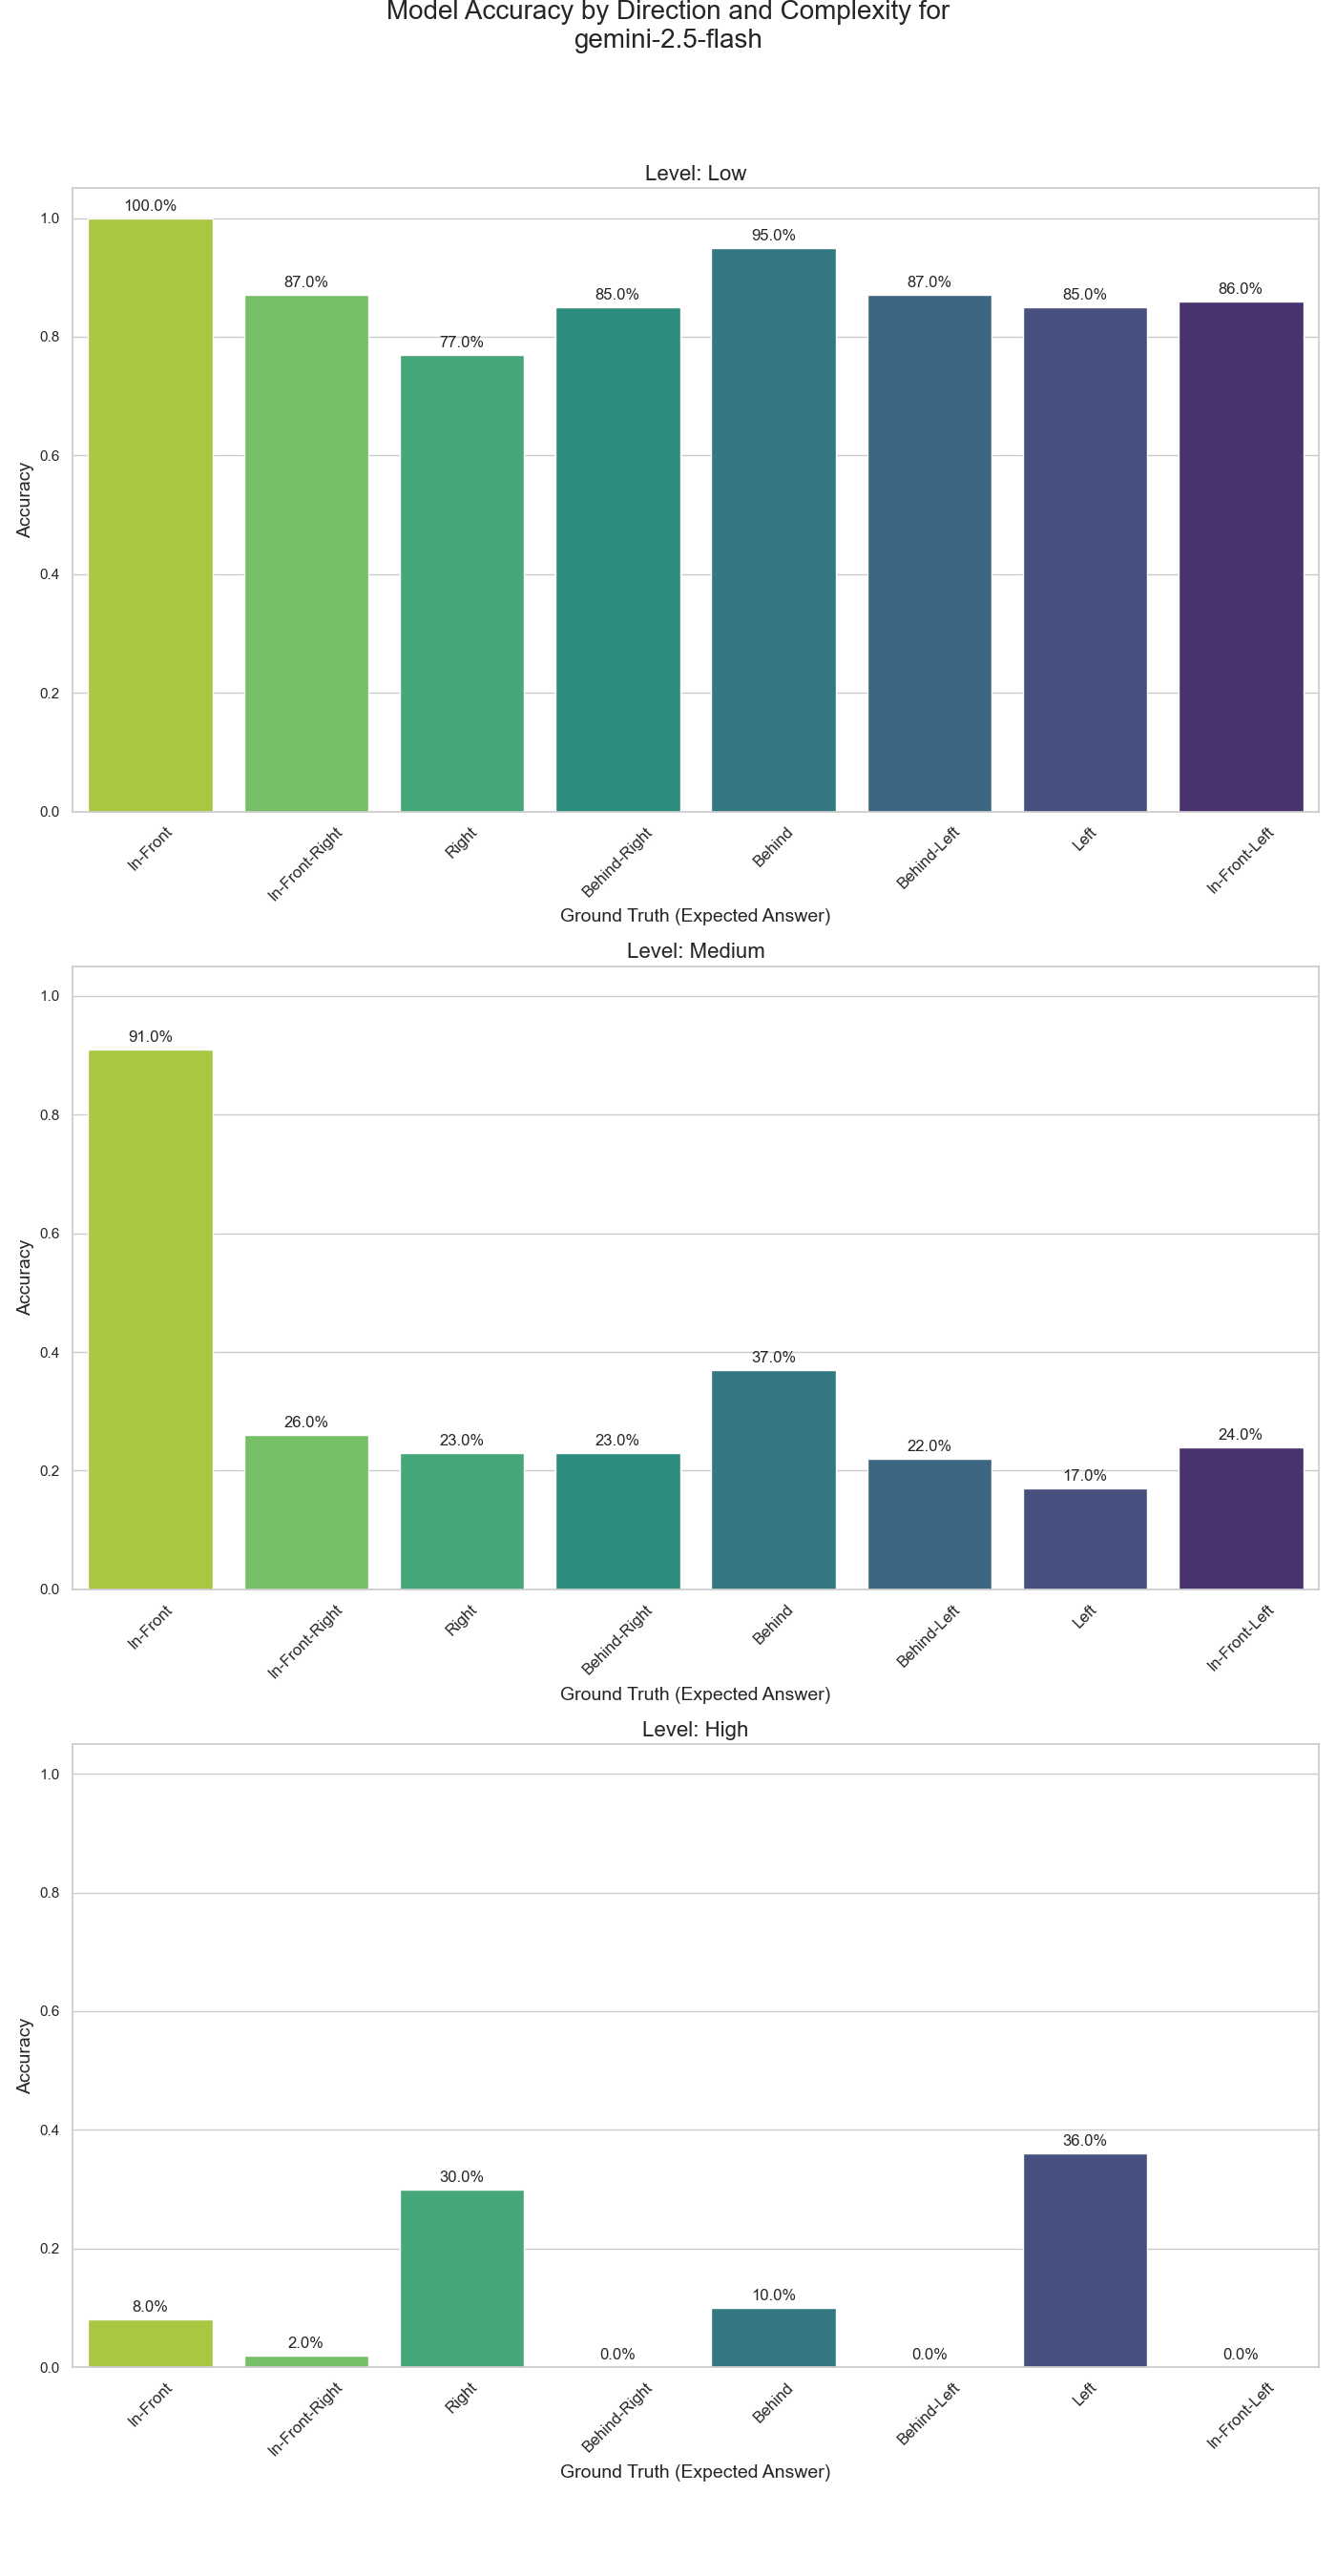 Model Accuracy by Direction and Complexity for
gemini-2.5-flash
Level: Low
1.0
0.8
0.6
0.4
0.2
0.0
Accuracy
100.0%
87.0%
77.0%
85.0%
95.0%
87.0%
85.0%
86.0%
In-Front
In-Front-Right
Right
Behind-Right
Behind
Behind-Left
Left
In-Front-Left
Ground Truth (Expected Answer)
Level: Medium
1.0
0.8
0.6
0.4
0.2
0.0
Accuracy
91.0%
26.0%
23.0%
23.0%
37.0%
22.0%
17.0%
24.0%
In-Front
In-Front-Right
Right
Behind-Right
Behind
Behind-Left
Left
In-Front-Left
Ground Truth (Expected Answer)
Level: High
1.0
0.8
0.6
0.4
0.2
0.0
Accuracy
8.0%
2.0%
30.0%
0.0%
10.0%
0.0%
36.0%
0.0%
In-Front
In-Front-Right
Right
Behind-Right
Behind
Behind-Left
Left
In-Front-Left
Ground Truth (Expected Answer)